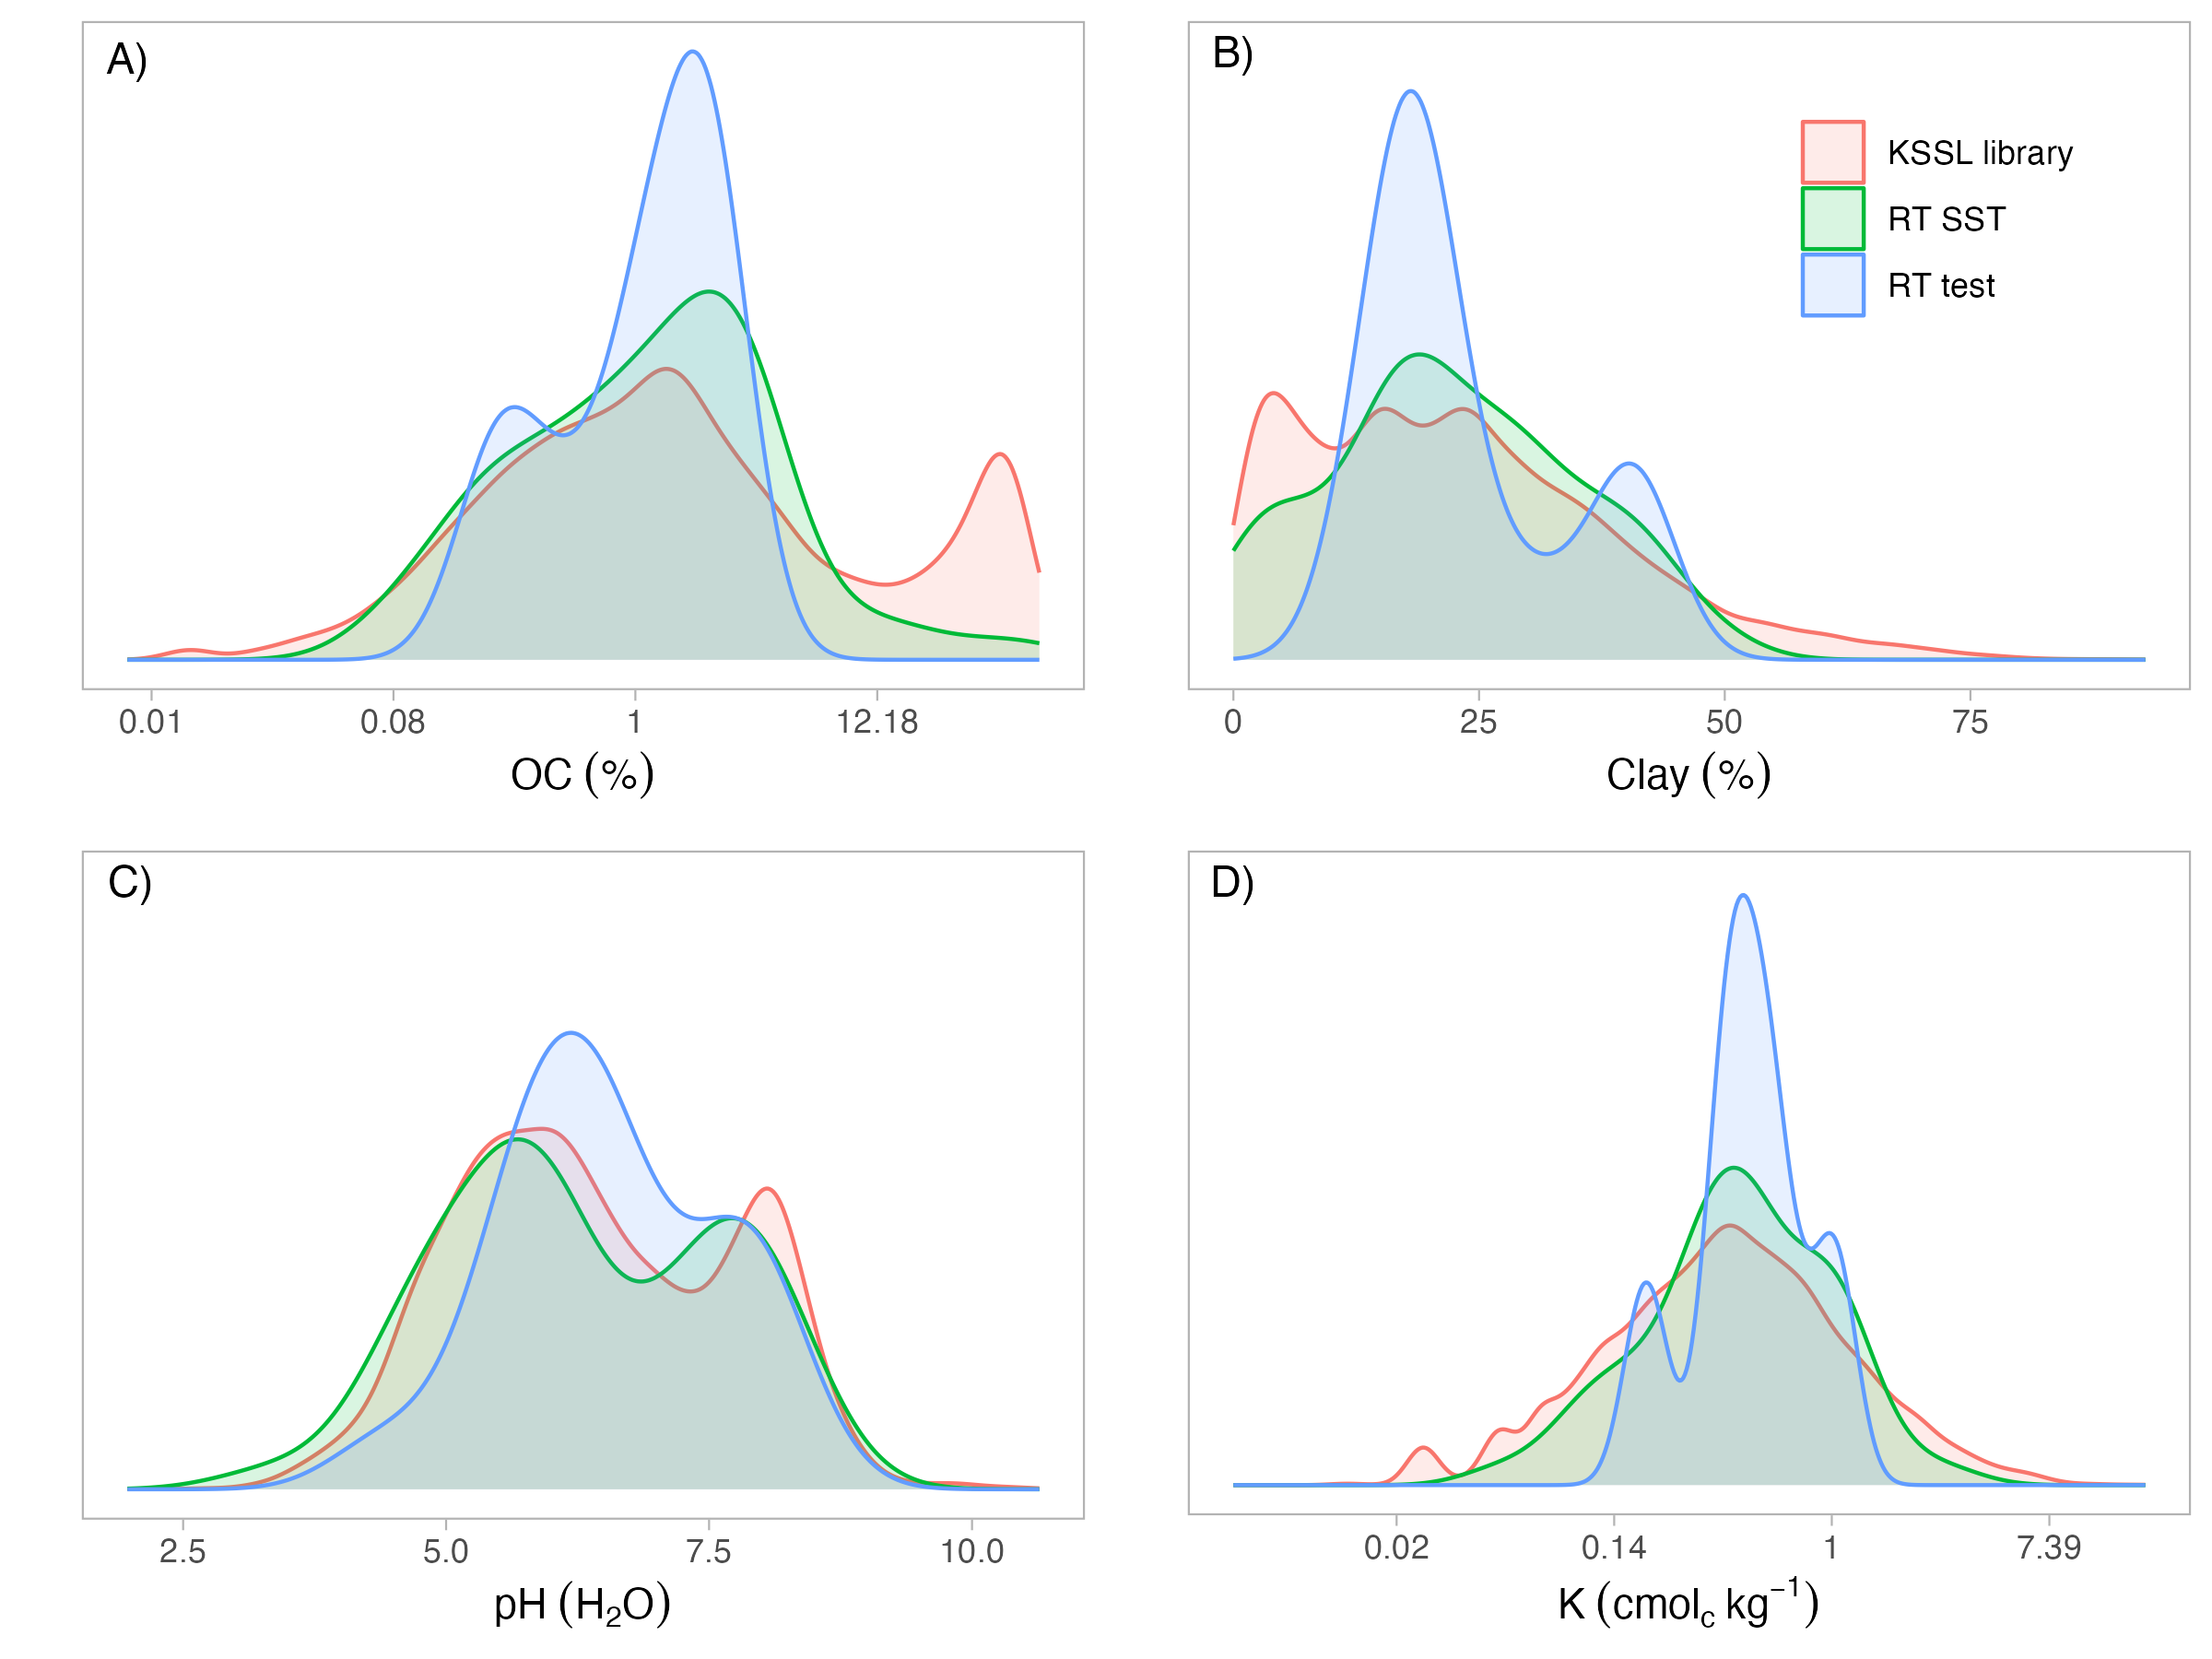 A)
0.01 0.08 1 12.18
OC (%)
B)
KSSL library
RT SST
RT test
0 25 50 75
Clay (%)
C)
2.5 5.0 7.5 10.0
pH (H₂O)
D)
0.02 0.14 1 7.39
K (cmol꜀ kg⁻¹)